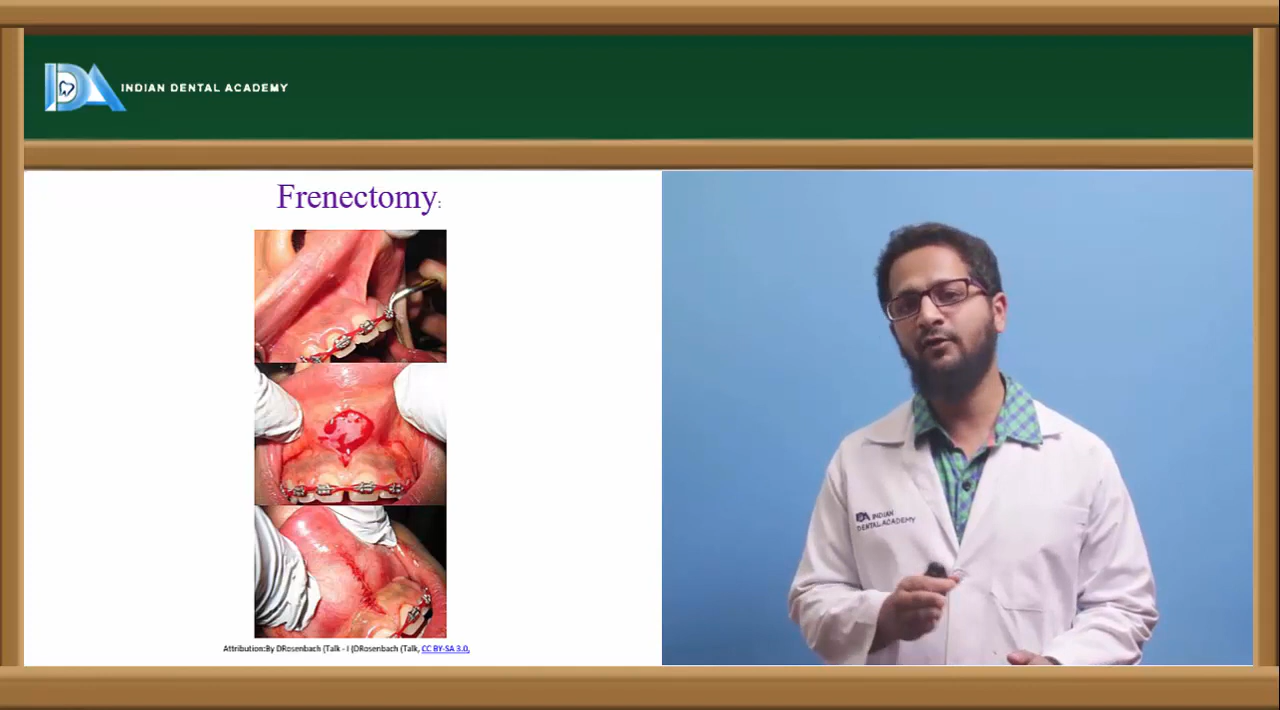 INDIAN DENTAL ACADEMY
Frenectomy:
Attribution:By DRosenbach (Talk - I (DRosenbach (Talk, CC BY-SA 3.0,
INDIAN
DENTAL ACADEMY